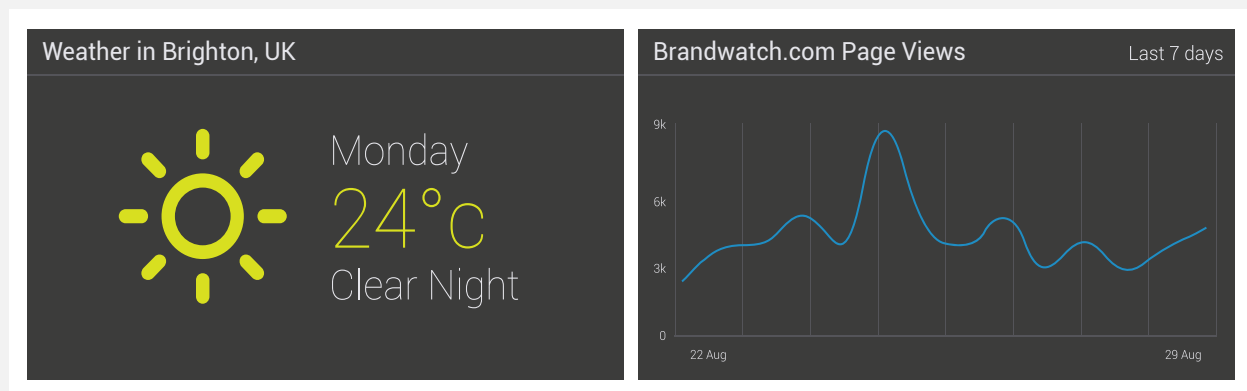 Weather in Brighton, UK
Monday
24°C
Clear Night
Brandwatch.com Page Views
Last 7 days
9k
6k
3k
0
22 Aug
29 Aug